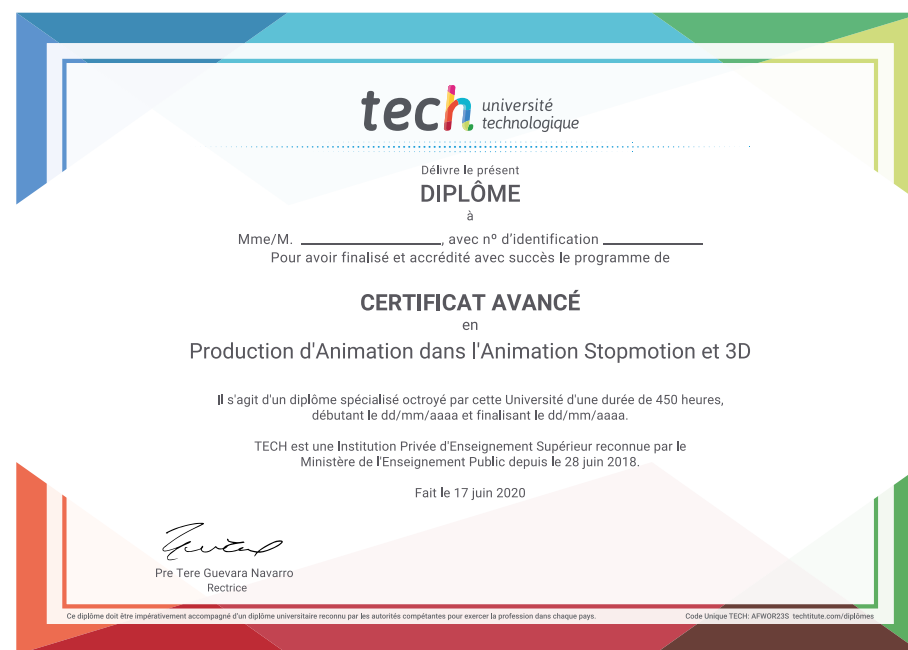 tech université
technologique
Délivre le présent
DIPLÔME
à
Mme/M. ____________________, avec nº d'identification ______________
Pour avoir finalisé et accrédité avec succès le programme de
CERTIFICAT AVANCÉ
en
Production d'Animation dans l'Animation Stopmotion et 3D
Il s'agit d'un diplôme spécialisé octroyé par cette Université d'une durée de 450 heures,
débutant le dd/mm/aaaa et finalisant le dd/mm/aaaa.
TECH est une Institution Privée d'Enseignement Supérieur reconnue par le
Ministère de l'Enseignement Public depuis le 28 juin 2018.
Fait le 17 juin 2020
Pre Tere Guevara Navarro
Rectrice
Ce diplôme doit être impérativement accompagné d'un diplôme universitaire reconnu par les autorités compétantes pour exercer la profession dans chaque pays.
Code Unique TECH: AFWOR23S techtitute.com/diplômes